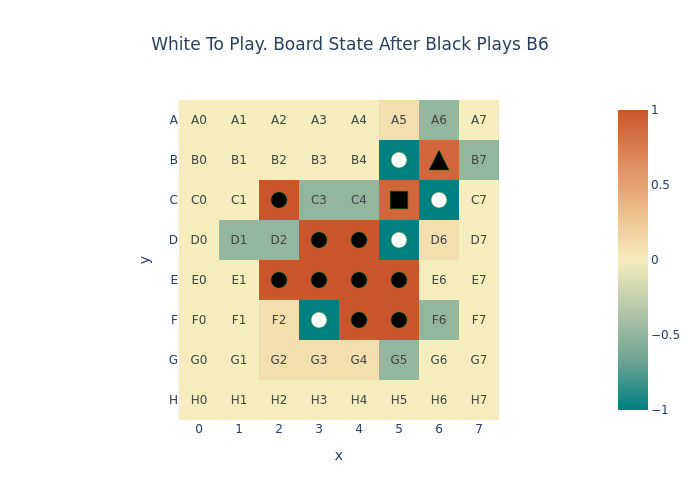 White To Play. Board State After Black Plays B6
A A0 A1 A2 A3 A4 A5 A6 A7
B B0 B1 B2 B3 B4 B7
C C0 C1 C3 C4 C7
D D0 D1 D2 D6 D7
E E0 E1 E6 E7
F F0 F1 F2 F6 F7
G G0 G1 G2 G3 G4 G5 G6 G7
H H0 H1 H2 H3 H4 H5 H6 H7
0 1 2 3 4 5 6 7
x
y
1
0.5
0
−0.5
−1